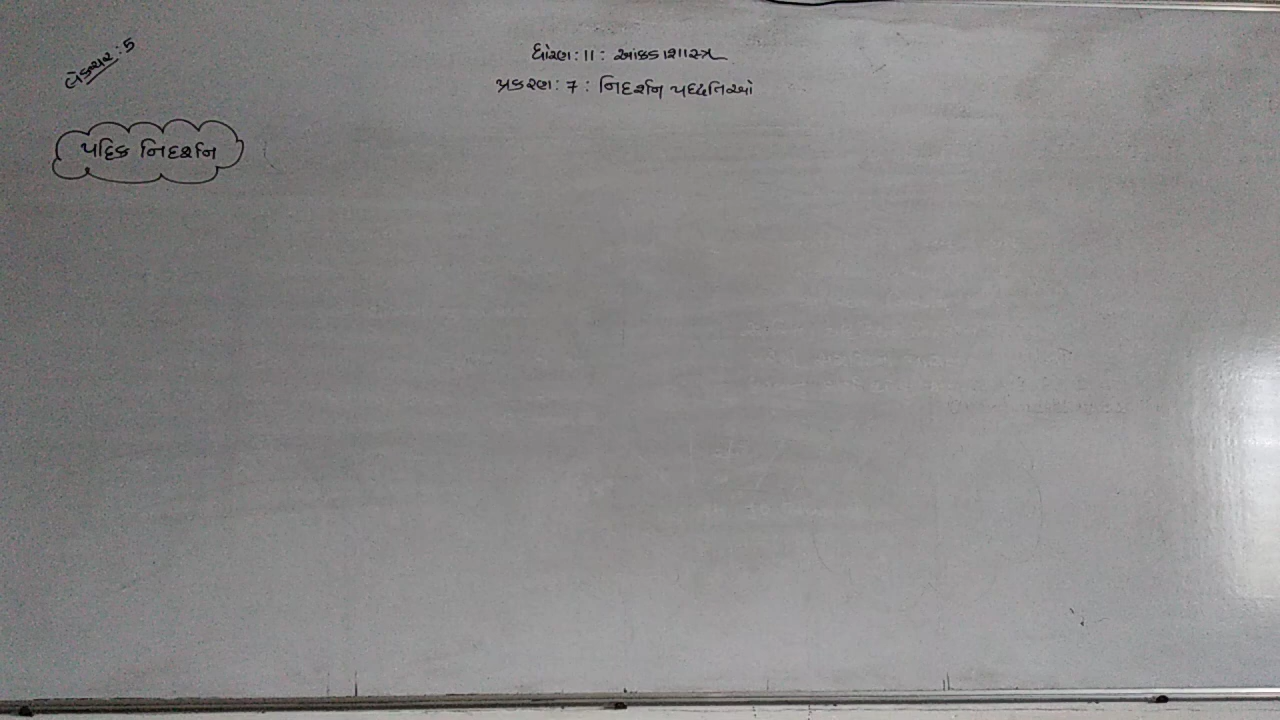 લેક્ચર : 5
ધોરણ : 11 : આંકડાશાસ્ત્ર
પ્રકરણ : 7 : નિદર્શન પદ્ધતિઓ
પદિક નિદર્શન